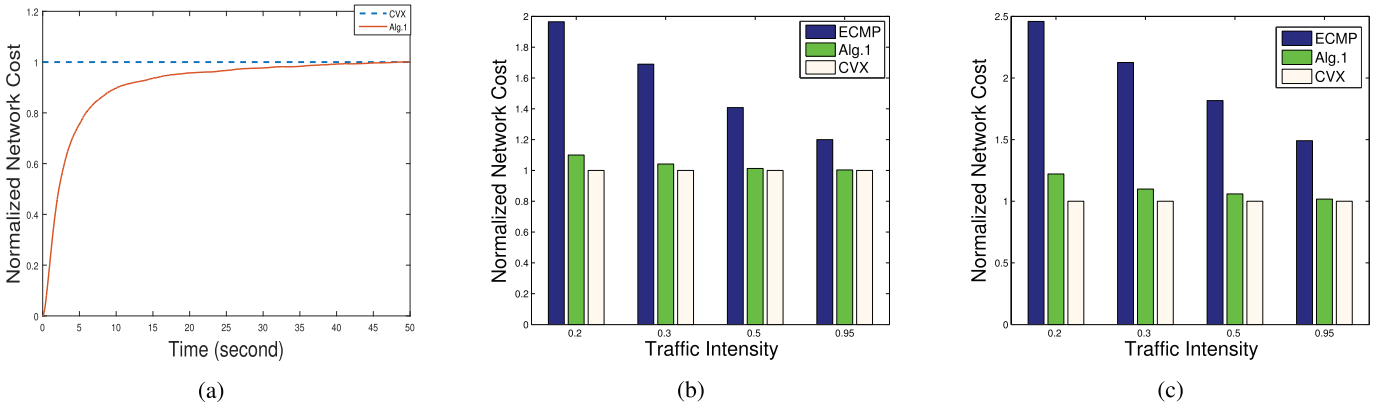 Normalized Network Cost
1.2
1
0.8
0.6
0.4
0.2
0
0 5 10 15 20 25 30 35 40 45 50
Time (second)
CVX
Alg.1
(a)
Normalized Network Cost
2
1.8
1.6
1.4
1.2
1
0.8
0.6
0.4
0.2
0
0.2 0.3 0.5 0.95
Traffic Intensity
ECMP
Alg.1
CVX
(b)
Normalized Network Cost
2.5
2
1.5
1
0.5
0
0.2 0.3 0.5 0.95
Traffic Intensity
ECMP
Alg.1
CVX
(c)